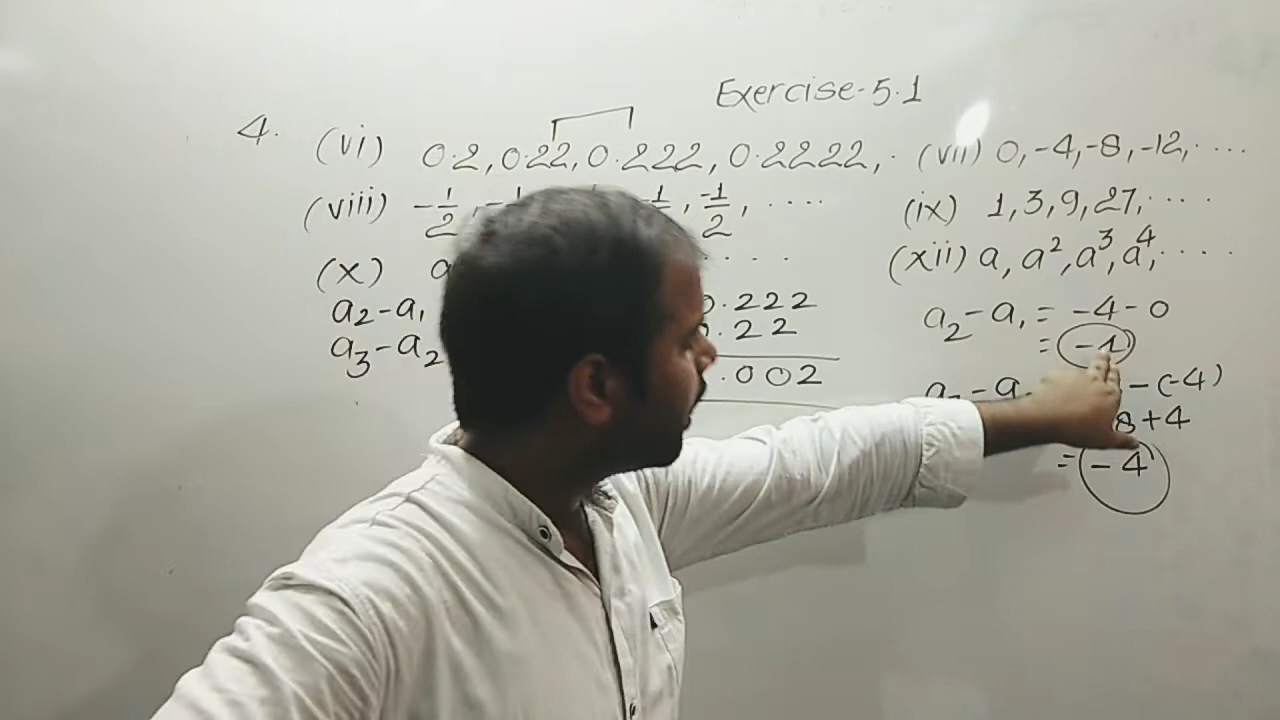 Exercise-5.1
4. (vi) 0.2, 0.22, 0.222, 0.2222, . (vii) 0, -4, -8, -12, ....
(viii) -1/2, -1/2, -1/2, .... (ix) 1, 3, 9, 27, ....
(x) a .... (xii) a, a², a³, a⁴, ....
a₂-a₁ 0.222 a₂-a₁ = -4-0
a₃-a₂ .22 = -4
.002 -(-4)
8+4
= -4